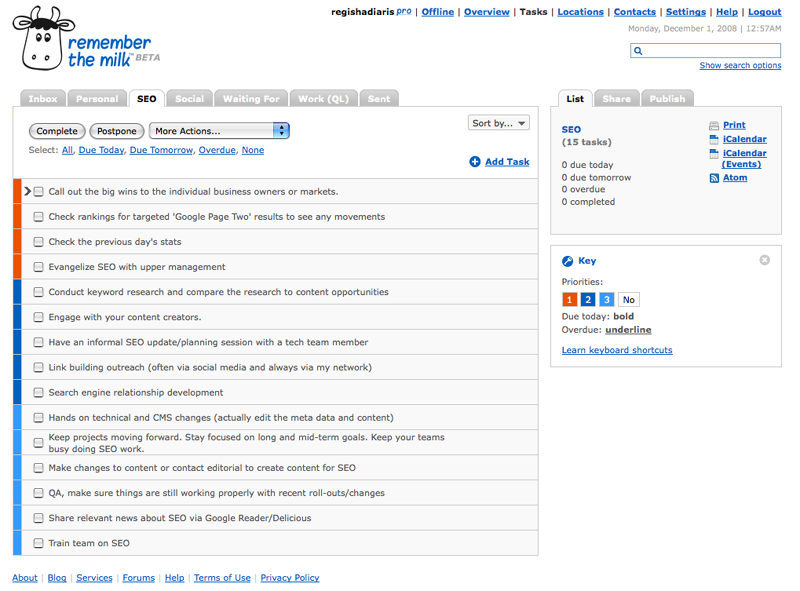 regishadiaris pro | Offline | Overview | Tasks | Locations | Contacts | Settings | Help | Logout
Monday, December 1, 2008 | 12:57AM
remember
the milk™ BETA
Show search options
Inbox Personal SEO Social Waiting For Work (QL) Sent
Complete Postpone More Actions... Sort by...
Select: All, Due Today, Due Tomorrow, Overdue, None
Add Task
Call out the big wins to the individual business owners or markets.
Check rankings for targeted 'Google Page Two' results to see any movements
Check the previous day's stats
Evangelize SEO with upper management
Conduct keyword research and compare the research to content opportunities
Engage with your content creators.
Have an informal SEO update/planning session with a tech team member
Link building outreach (often via social media and always via my network)
Search engine relationship development
Hands on technical and CMS changes (actually edit the meta data and content)
Keep projects moving forward. Stay focused on long and mid-term goals. Keep your teams
busy doing SEO work.
Make changes to content or contact editorial to create content for SEO
QA, make sure things are still working properly with recent roll-outs/changes
Share relevant news about SEO via Google Reader/Delicious
Train team on SEO
List Share Publish
SEO
(15 tasks)
0 due today
0 due tomorrow
0 overdue
0 completed
Print
iCalendar
iCalendar
(Events)
Atom
Key
Priorities:
1 2 3 No
Due today: bold
Overdue: underline
Learn keyboard shortcuts
About | Blog | Services | Forums | Help | Terms of Use | Privacy Policy